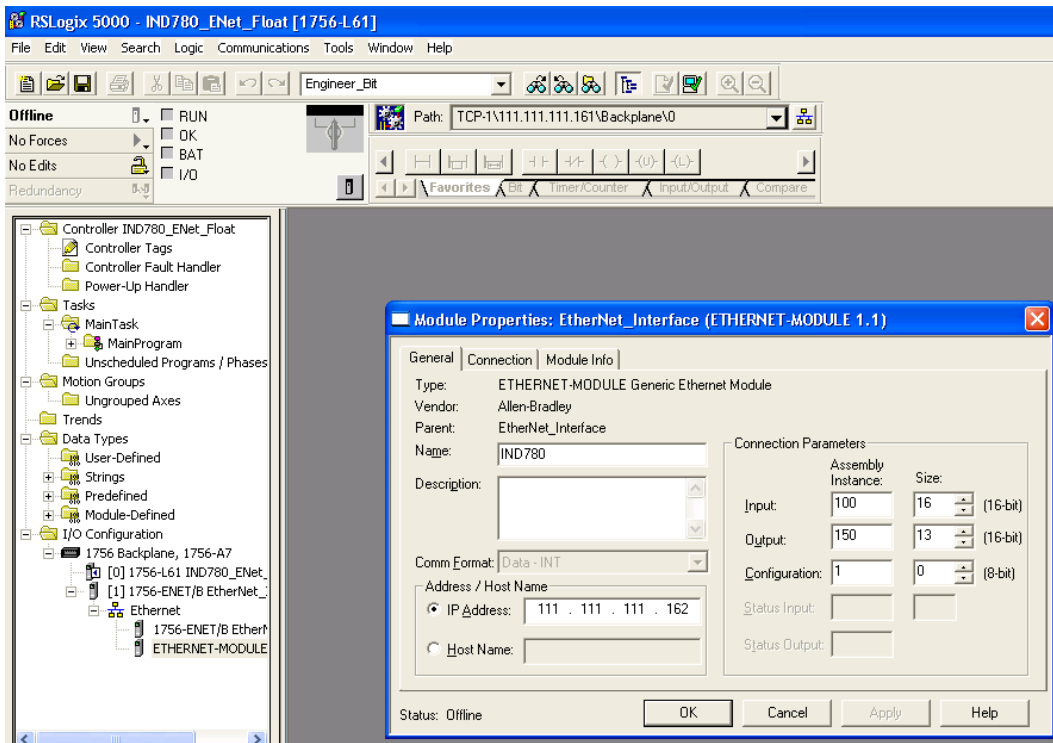 RSLogix 5000 - IND780_ENet_Float [1756-L61]
File Edit View Search Logic Communications Tools Window Help
Engineer_Bit
Offline
RUN
No Forces
OK
No Edits
BAT
Redundancy
I/O
Path: TCP-1\111.111.111.161\Backplane\0
Favorites Bit Timer/Counter Input/Output Compare
Controller IND780_ENet_Float
Controller Tags
Controller Fault Handler
Power-Up Handler
Tasks
MainTask
MainProgram
Unscheduled Programs / Phases
Motion Groups
Ungrouped Axes
Trends
Data Types
User-Defined
Strings
Predefined
Module-Defined
I/O Configuration
1756 Backplane, 1756-A7
[0] 1756-L61 IND780_ENet_
[1] 1756-ENET/B EtherNet_
Ethernet
1756-ENET/B EtherN
ETHERNET-MODULE
Module Properties: EtherNet_Interface (ETHERNET-MODULE 1.1)
General Connection Module Info
Type: ETHERNET-MODULE Generic Ethernet Module
Vendor: Allen-Bradley
Parent: EtherNet_Interface
Name: IND780
Description:
Comm Format: Data - INT
Address / Host Name
IP Address: 111 . 111 . 111 . 162
Host Name:
Connection Parameters
Assembly Instance: Size:
Input: 100 16 (16-bit)
Output: 150 13 (16-bit)
Configuration: 1 0 (8-bit)
Status Input:
Status Output:
Status: Offline
OK Cancel Apply Help